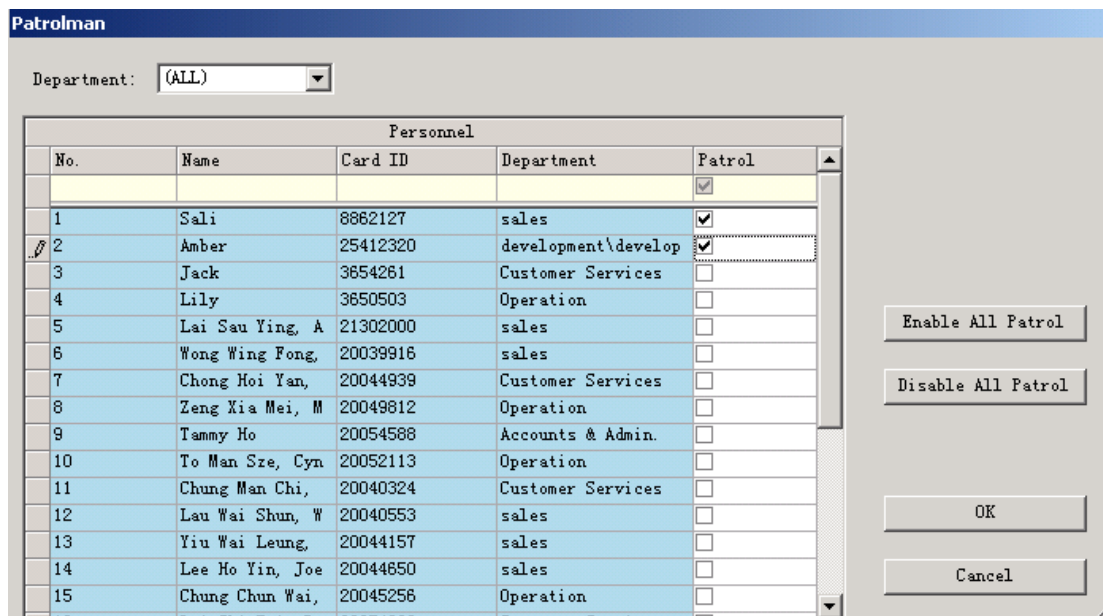 Patrolman
Department: (ALL)
Personnel
No. Name Card ID Department Patrol
1 Sali 8862127 sales
2 Amber 25412320 development\develop
3 Jack 3654261 Customer Services
4 Lily 3650503 Operation
5 Lai Sau Ying, A 21302000 sales
Enable All Patrol
6 Wong Wing Fong, 20039916 sales
7 Chong Hoi Yan, 20044939 Customer Services
Disable All Patrol
8 Zeng Xia Mei, M 20049812 Operation
9 Tammy Ho 20054588 Accounts & Admin.
10 To Man Sze, Cyn 20052113 Operation
11 Chung Man Chi, 20040324 Customer Services
12 Lau Wai Shun, W 20040553 sales
OK
13 Yiu Wai Leung, 20044157 sales
14 Lee Ho Yin, Joe 20044650 sales
Cancel
15 Chung Chun Wai, 20045256 Operation